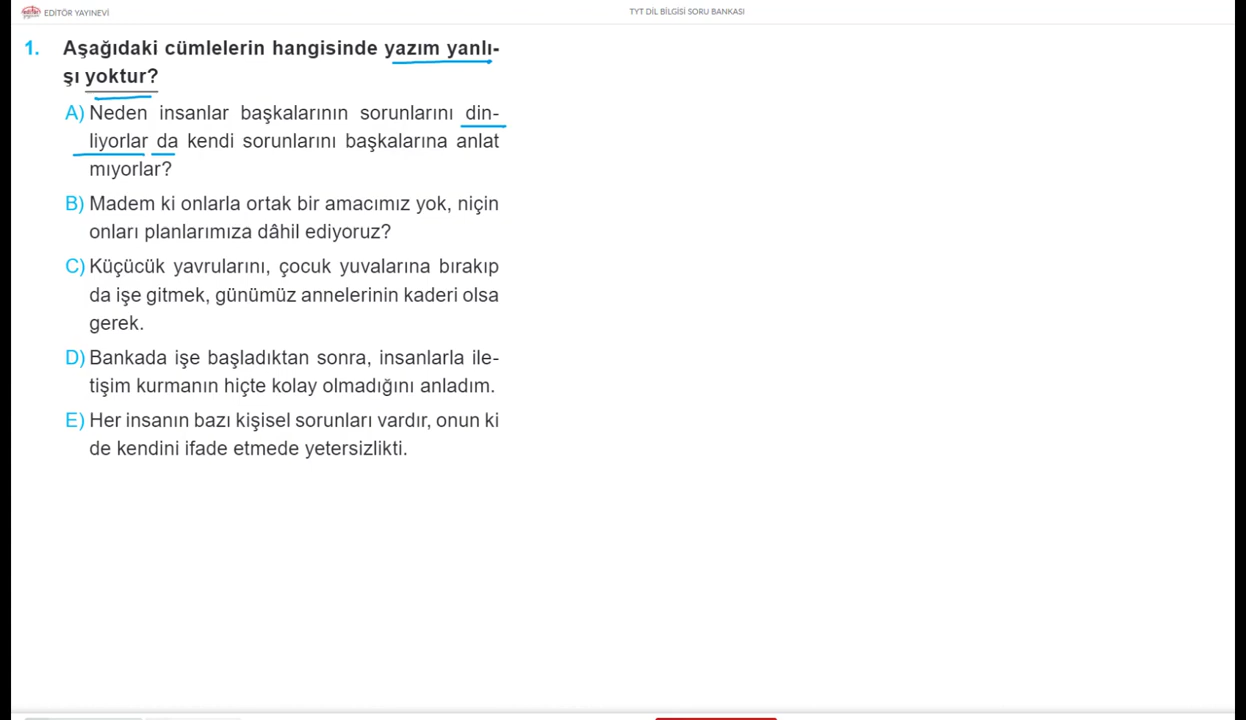 EDİTÖR YAYINEVİ
TYT DİL BİLGİSİ SORU BANKASI
1. Aşağıdaki cümlelerin hangisinde yazım yanlı-
şı yoktur?
A) Neden insanlar başkalarının sorunlarını din-
liyorlar da kendi sorunlarını başkalarına anlat
mıyorlar?
B) Madem ki onlarla ortak bir amacımız yok, niçin
onları planlarımıza dâhil ediyoruz?
C) Küçücük yavrularını, çocuk yuvalarına bırakıp
da işe gitmek, günümüz annelerinin kaderi olsa
gerek.
D) Bankada işe başladıktan sonra, insanlarla ile-
tişim kurmanın hiçte kolay olmadığını anladım.
E) Her insanın bazı kişisel sorunları vardır, onun ki
de kendini ifade etmede yetersizlikti.